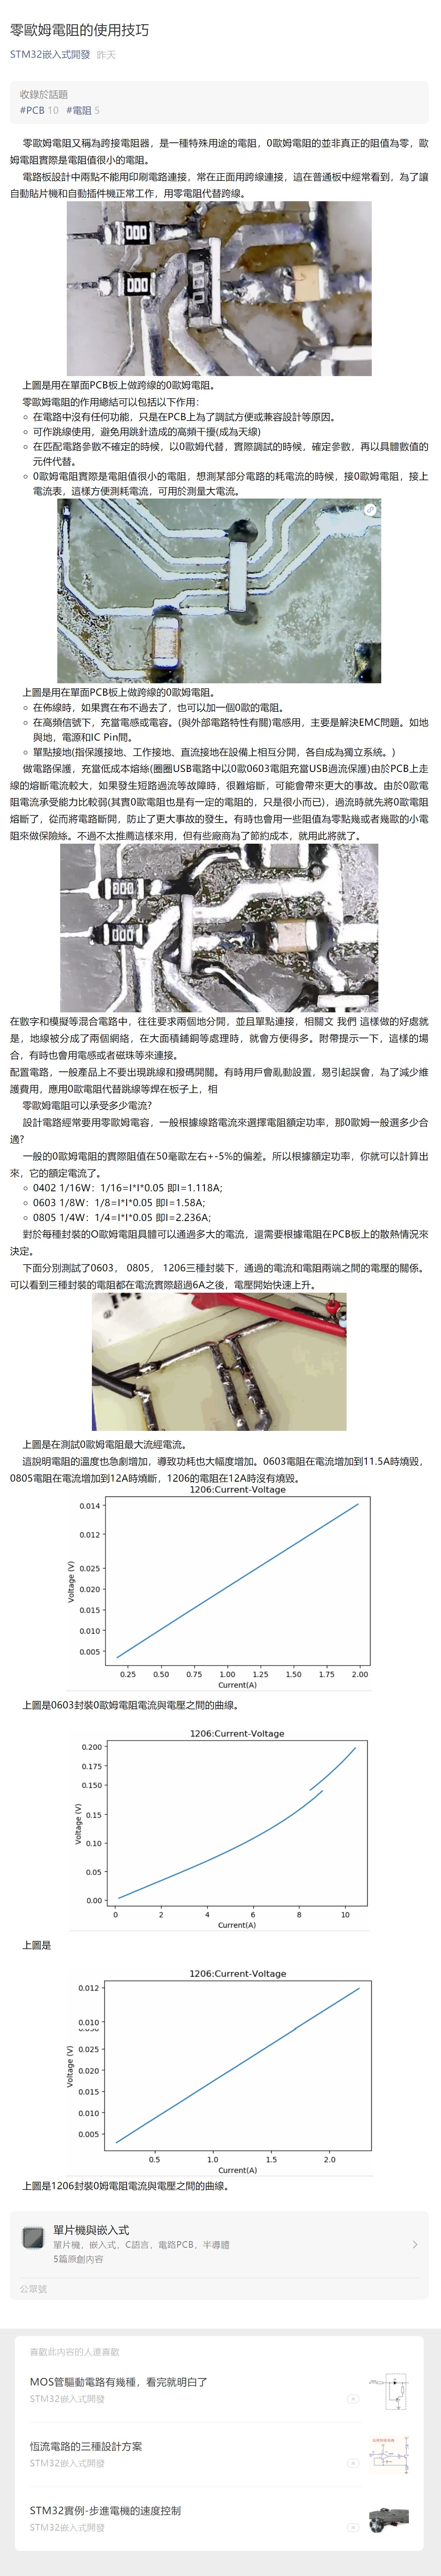 零歐姆電阻的使用技巧
STM32嵌入式開發 昨天
收錄於話題
#PCB 10 #電阻 5
零歐姆電阻又稱為跨接電阻器，是一種特殊用途的電阻，0歐姆電阻的並非真正的阻值為零，歐
姆電阻實際是電阻值很小的電阻。
電路板設計中兩點不能用印刷電路連接，常在正面用跨線連接，這在普通板中經常看到，為了讓
自動貼片機和自動插件機正常工作，用零電阻代替跨線。
000
000
上圖是用在單面PCB板上做跨線的0歐姆電阻。
零歐姆電阻的作用總結可以包括以下作用：
在電路中沒有任何功能，只是在PCB上為了調試方便或兼容設計等原因。
可作跳線使用，避免用跳針造成的高頻干擾(成為天線)
在匹配電路參數不確定的時候，以0歐姆代替，實際調試的時候，確定參數，再以具體數值的
元件代替。
0歐姆電阻實際是電阻值很小的電阻，想測某部分電路的耗電流的時候，接0歐姆電阻，接上
電流表，這樣方便測耗電流，可用於測量大電流。
上圖是用在單面PCB板上做跨線的0歐姆電阻。
在佈線時，如果實在布不過去了，也可以加一個0歐的電阻。
在高頻信號下，充當電感或電容。(與外部電路特性有關)電感用，主要是解決EMC問題。如地
與地，電源和IC Pin間。
單點接地(指保護接地、工作接地、直流接地在設備上相互分開，各自成為獨立系統。)
做電路保護，充當低成本熔絲(圈圈USB電路中以0歐0603電阻充當USB過流保護)由於PCB上走
線的熔斷電流較大，如果發生短路過流等故障時，很難熔斷，可能會帶來更大的事故。由於0歐電
阻電流承受能力比較弱(其實0歐電阻也是有一定的電阻的，只是很小而已)，過流時就先將0歐電阻
熔斷了，從而將電路斷開，防止了更大事故的發生。有時也會用一些阻值為零點幾或者幾歐的小電
阻來做保險絲。不過不太推薦這樣來用，但有些廠商為了節約成本，就用此將就了。
000
000
在數字和模擬等混合電路中，往往要求兩個地分開，並且單點連接，相關文 我們 這樣做的好處就
是，地線被分成了兩個網絡，在大面積鋪銅等處理時，就會方便得多。附帶提示一下，這樣的場
合，有時也會用電感或者磁珠等來連接。
配置電路，一般產品上不要出現跳線和撥碼開關。有時用戶會亂動設置，易引起誤會，為了減少維
護費用，應用0歐電阻代替跳線等焊在板子上，相
零歐姆電阻可以承受多少電流?
設計電路經常要用零歐姆電容，一般根據線路電流來選擇電阻額定功率，那0歐姆一般選多少合
適?
一般的0歐姆電阻的實際阻值在50毫歐左右+-5%的偏差。所以根據額定功率，你就可以計算出
來，它的額定電流了。
0402 1/16W：1/16=I*I*0.05 即I=1.118A;
0603 1/8W：1/8=I*I*0.05 即I=1.58A;
0805 1/4W：1/4=I*I*0.05 即I=2.236A;
對於每種封裝的O歐姆電阻具體可以通過多大的電流，還需要根據電阻在PCB板上的散熱情況來
決定。
下面分別測試了0603， 0805， 1206三種封裝下，通過的電流和電阻兩端之間的電壓的關係。
可以看到三種封裝的電阻都在電流實際超過6A之後，電壓開始快速上升。
上圖是在測試0歐姆電阻最大流經電流。
這說明電阻的溫度也急劇增加，導致功耗也大幅度增加。0603電阻在電流增加到11.5A時燒毀，
0805電阻在電流增加到12A時燒斷，1206的電阻在12A時沒有燒毀。
1206:Current-Voltage
0.014
0.012
0.025
0.020
0.015
0.010
0.005
Voltage (V)
0.25 0.50 0.75 1.00 1.25 1.50 1.75 2.00
Current(A)
上圖是0603封裝0歐姆電阻電流與電壓之間的曲線。
1206:Current-Voltage
0.200
0.175
0.150
0.15
0.10
0.05
0.00
Voltage (V)
0 2 4 6 8 10
Current(A)
上圖是
1206:Current-Voltage
0.012
0.010
0.025
0.020
0.015
0.010
0.005
Voltage (V)
0.5 1.0 1.5 2.0
Current(A)
上圖是1206封裝0姆電阻電流與電壓之間的曲線。
單片機與嵌入式
單片機，嵌入式，C語言，電路PCB，半導體
5篇原創內容
公眾號
喜歡此內容的人還喜歡
MOS管驅動電路有幾種，看完就明白了
STM32嵌入式開發
恆流電路的三種設計方案
STM32嵌入式開發
STM32實例-步進電機的速度控制
STM32嵌入式開發